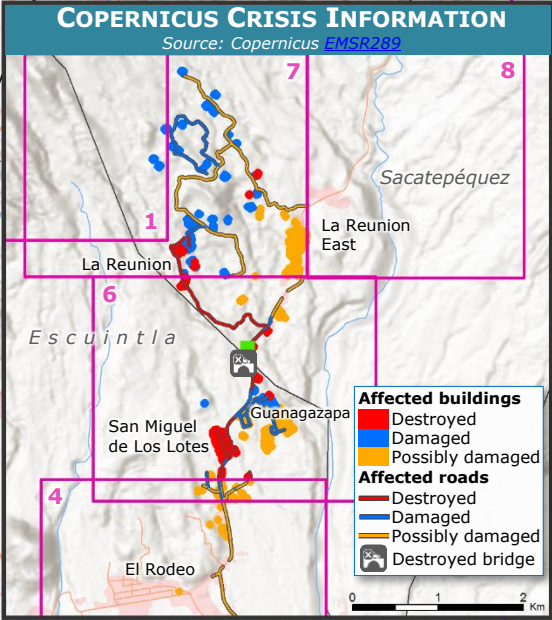 COPERNICUS CRISIS INFORMATION
Source: Copernicus EMSR289
7
8
Sacatepéquez
1
La Reunion
East
La Reunion
6
Escuintla
Guanagazapa
San Miguel
de Los Lotes
4
El Rodeo
Affected buildings
Destroyed
Damaged
Possibly damaged
Affected roads
Destroyed
Damaged
Possibly damaged
Destroyed bridge
0 1 2
Km